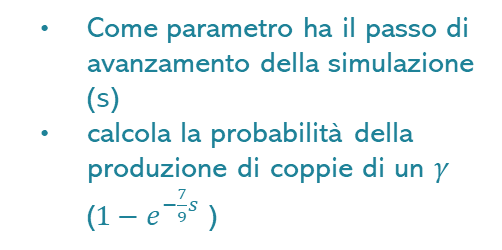 • Come parametro ha il passo di
avanzamento della simulazione
(s)
• calcola la probabilità della
produzione di coppie di un γ
(1 − e^{−\frac{7}{9}s} )